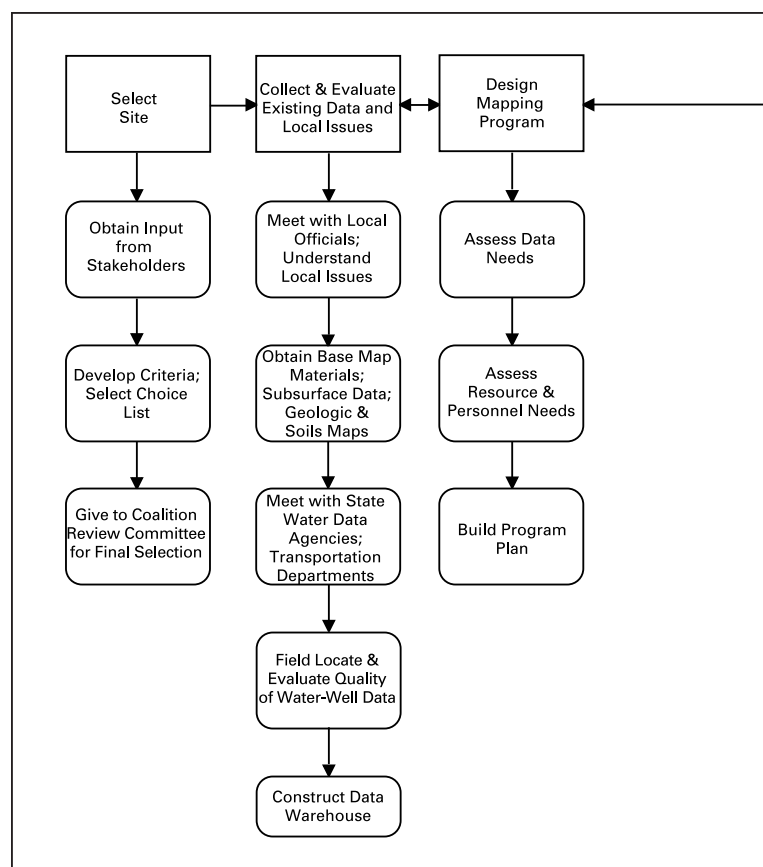 Select
Site
Collect & Evaluate
Existing Data and
Local Issues
Design
Mapping
Program
Obtain Input
from
Stakeholders
Develop Criteria;
Select Choice
List
Give to Coalition
Review Committee
for Final Selection
Meet with Local
Officials;
Understand
Local Issues
Obtain Base Map
Materials;
Subsurface Data;
Geologic &
Soils Maps
Meet with State
Water Data
Agencies;
Transportation
Departments
Field Locate &
Evaluate Quality
of Water-Well Data
Construct Data
Warehouse
Assess Data
Needs
Assess
Resource &
Personnel Needs
Build Program
Plan